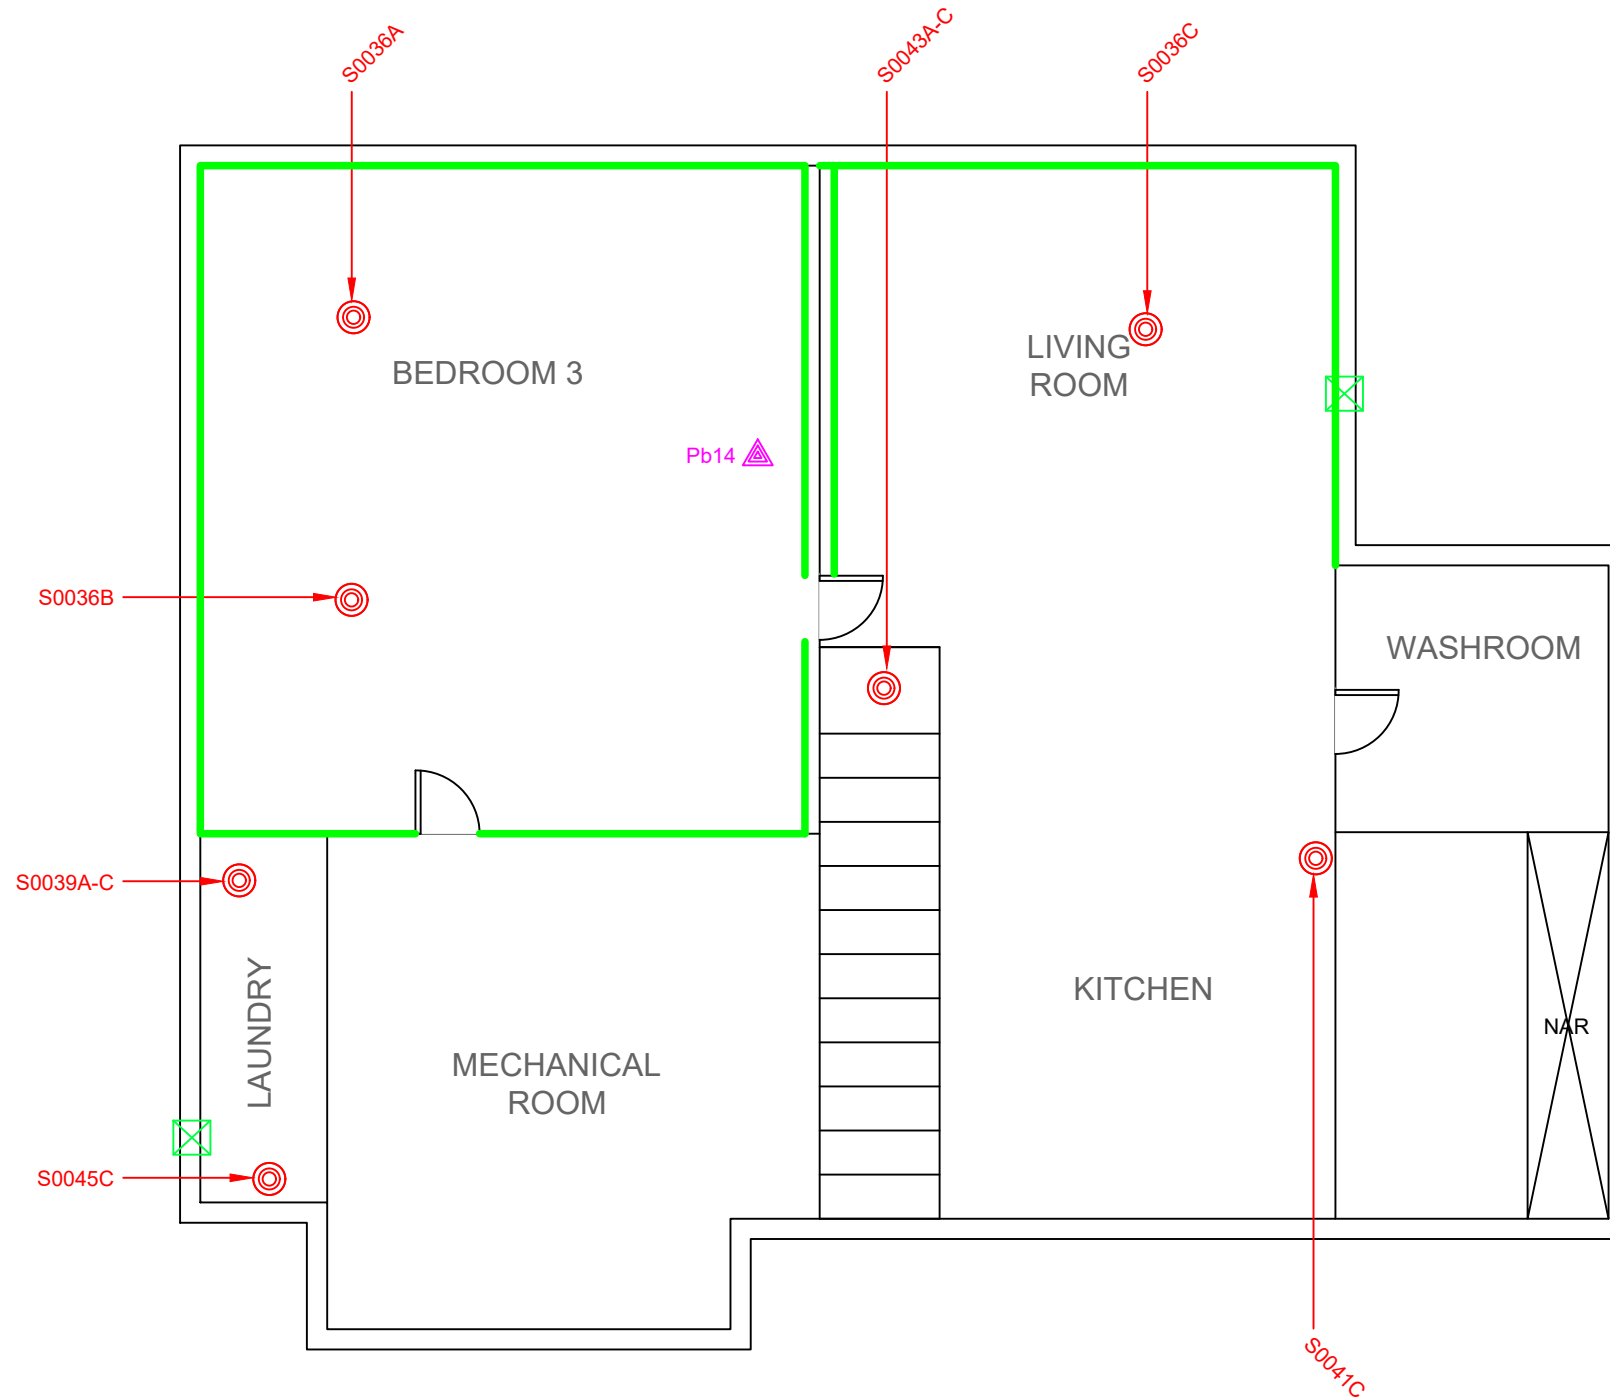 S0036A
S0043A-C
S0036C
BEDROOM 3
LIVING
ROOM
Pb14
S0036B
WASHROOM
S0039A-C
LAUNDRY
KITCHEN
NAR
MECHANICAL
ROOM
S0045C
S0041C